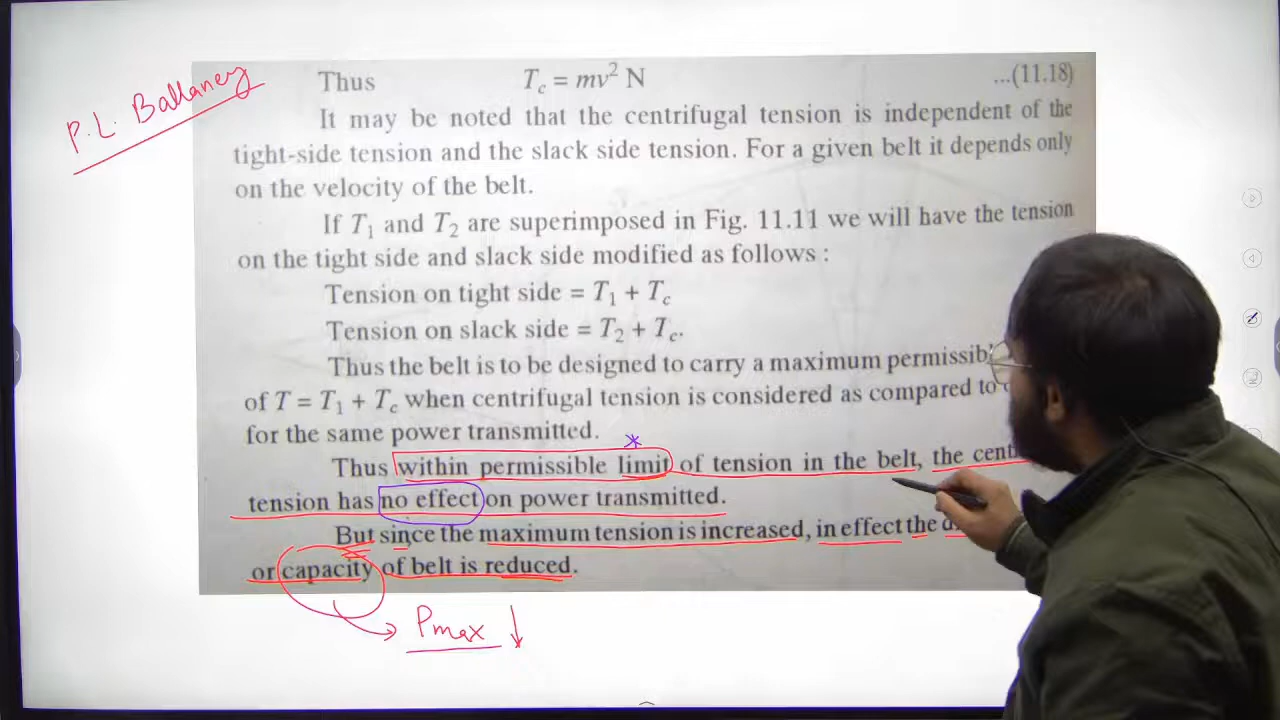 P.L. Ballaney
Thus T_c = mv² N ...(11.18)
It may be noted that the centrifugal tension is independent of the
tight-side tension and the slack side tension. For a given belt it depends only
on the velocity of the belt.
If T₁ and T₂ are superimposed in Fig. 11.11 we will have the tension
on the tight side and slack side modified as follows :
Tension on tight side = T₁ + T_c
Tension on slack side = T₂ + T_c.
Thus the belt is to be designed to carry a maximum
of T = T₁ + T_c when centrifugal tension is considered as compared to
for the same power transmitted.
*
Thus within permissible limit of tension in the belt, the
tension has no effect on power transmitted.
But since the maximum tension is increased, in effect the
or capacity of belt is reduced.
Pmax ↓